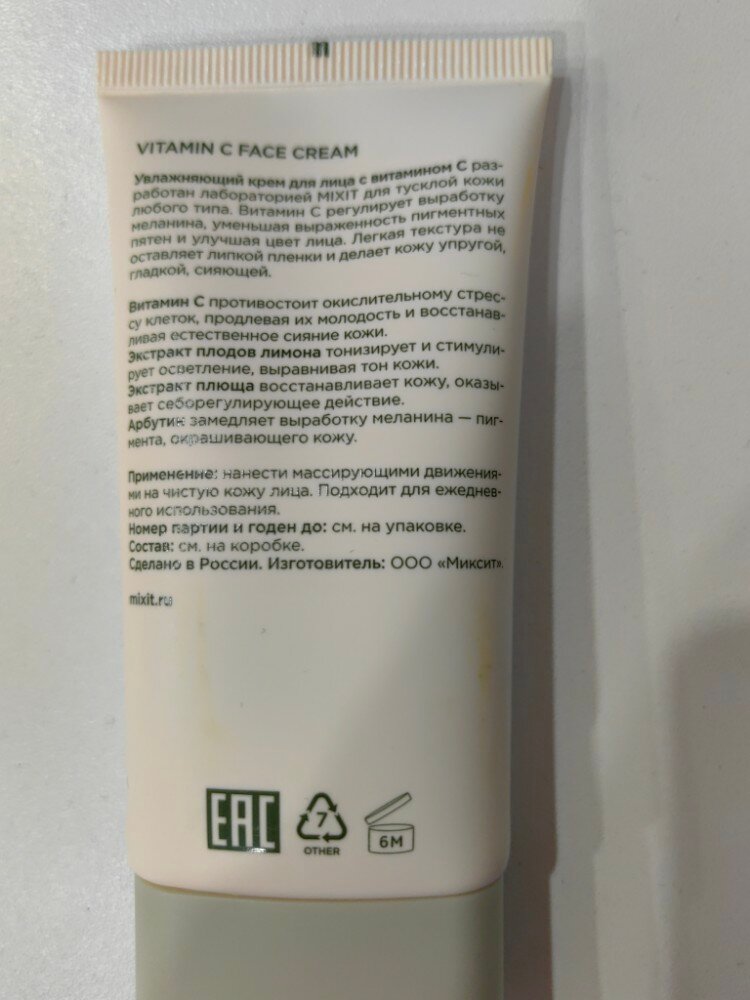 VITAMIN C FACE CREAM
Увлажняющий крем для лица с витамином С раз-
работан лабораторией MIXIT для тусклой кожи
любого типа. Витамин С регулирует выработку
меланина, уменьшая выраженность пигментных
пятен и улучшая цвет лица. Легкая текстура не
оставляет липкой пленки и делает кожу упругой,
гладкой, сияющей.
Витамин С противостоит окислительному стрес-
су клеток, продлевая их молодость и восстанав-
ливая естественное сияние кожи.
Экстракт плодов лимона тонизирует и стимули-
рует осветление, выравнивая тон кожи.
Экстракт плюща восстанавливает кожу, оказы-
вает себорегулирующее действие.
Арбутин замедляет выработку меланина — пиг-
мента, окрашивающего кожу.
Применение: нанести массирующими движения-
ми на чистую кожу лица. Подходит для ежеднев-
ного использования.
Номер партии и годен до: см. на упаковке.
Состав: см. на коробке.
Сделано в России. Изготовитель: ООО «Миксит».
mixit.ru
EAC
7
OTHER
6M